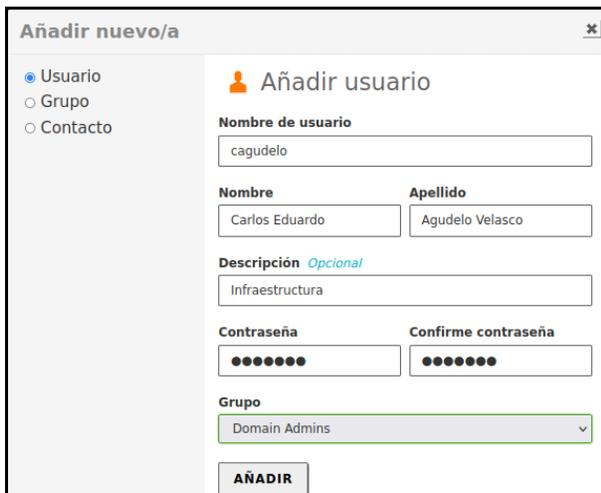 Añadir nuevo/a
Usuario
Grupo
Contacto
Añadir usuario
Nombre de usuario
cagudelo
Nombre Apellido
Carlos Eduardo Agudelo Velasco
Descripción Opcional
Infraestructura
Contraseña Confirme contraseña
●●●●●●● ●●●●●●●
Grupo
Domain Admins
AÑADIR